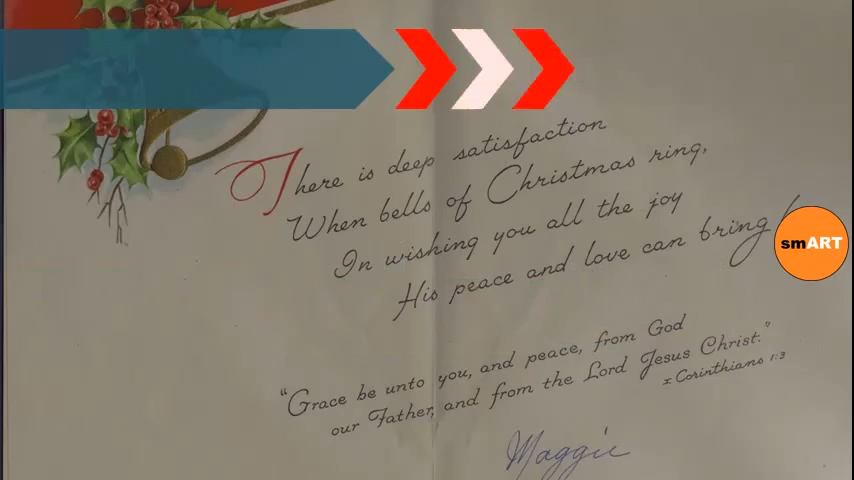 There is deep satisfaction
When bells of Christmas ring,
In wishing you all the joy
His peace and love can bring!
smART
"Grace be unto you, and peace, from God
our Father, and from the Lord Jesus Christ."
I Corinthians 1:3
Maggie